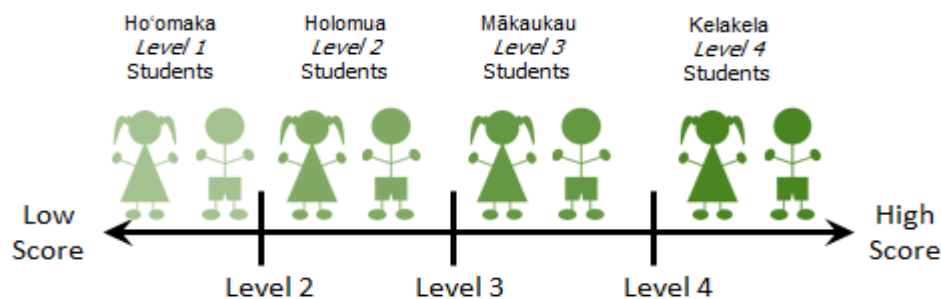 Hoʻomaka
Level 1
Students
Holomua
Level 2
Students
Mākaukau
Level 3
Students
Kelakela
Level 4
Students
Low
Score
High
Score
Level 2
Level 3
Level 4